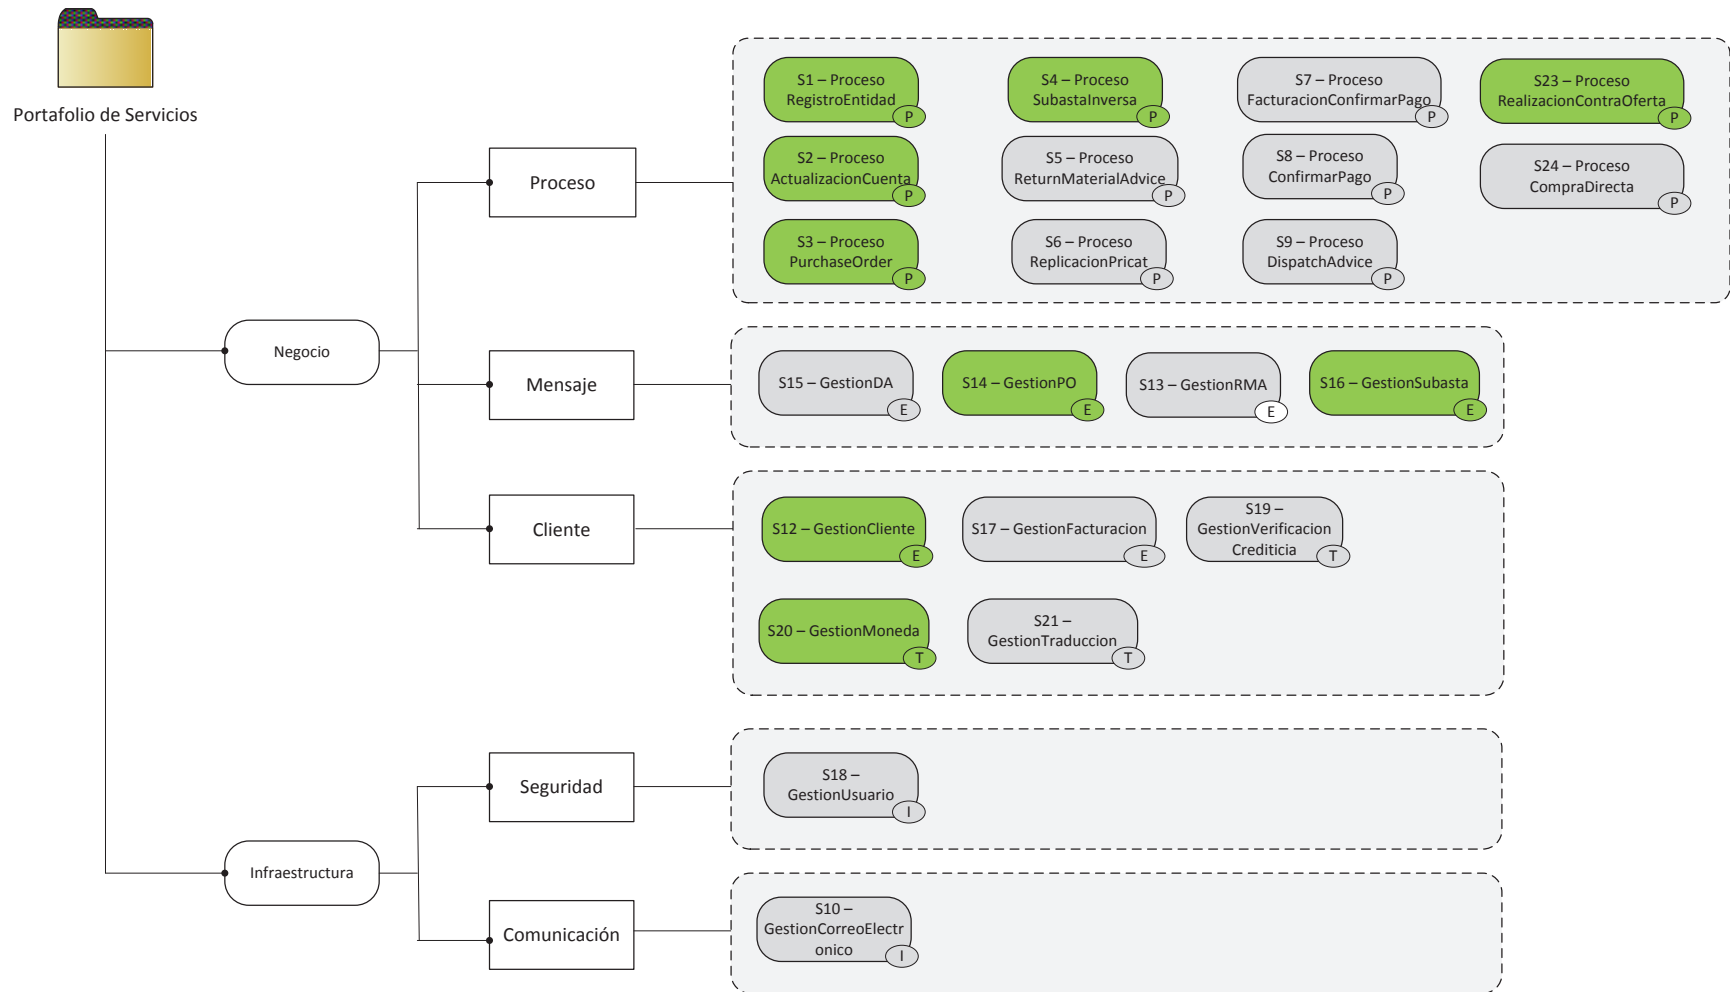 Portafolio de Servicios
Negocio
Infraestructura
Proceso
Mensaje
Cliente
Seguridad
Comunicación
S1 – Proceso
RegistroEntidad
P
S4 – Proceso
SubastaInversa
P
S7 – Proceso
FacturacionConfirmarPago
P
S23 – Proceso
RealizacionContraOferta
P
S2 – Proceso
ActualizacionCuenta
P
S5 – Proceso
ReturnMaterialAdvice
P
S8 – Proceso
ConfirmarPago
P
S24 – Proceso
CompraDirecta
P
S3 – Proceso
PurchaseOrder
P
S6 – Proceso
ReplicacionPricat
P
S9 – Proceso
DispatchAdvice
P
S15 – GestionDA
E
S14 – GestionPO
E
S13 – GestionRMA
E
S16 – GestionSubasta
E
S12 – GestionCliente
E
S17 – GestionFacturacion
E
S19 –
GestionVerificacion
Crediticia
T
S20 – GestionMoneda
T
S21 –
GestionTraduccion
T
S18 –
GestionUsuario
I
S10 –
GestionCorreoElectr
onico
I